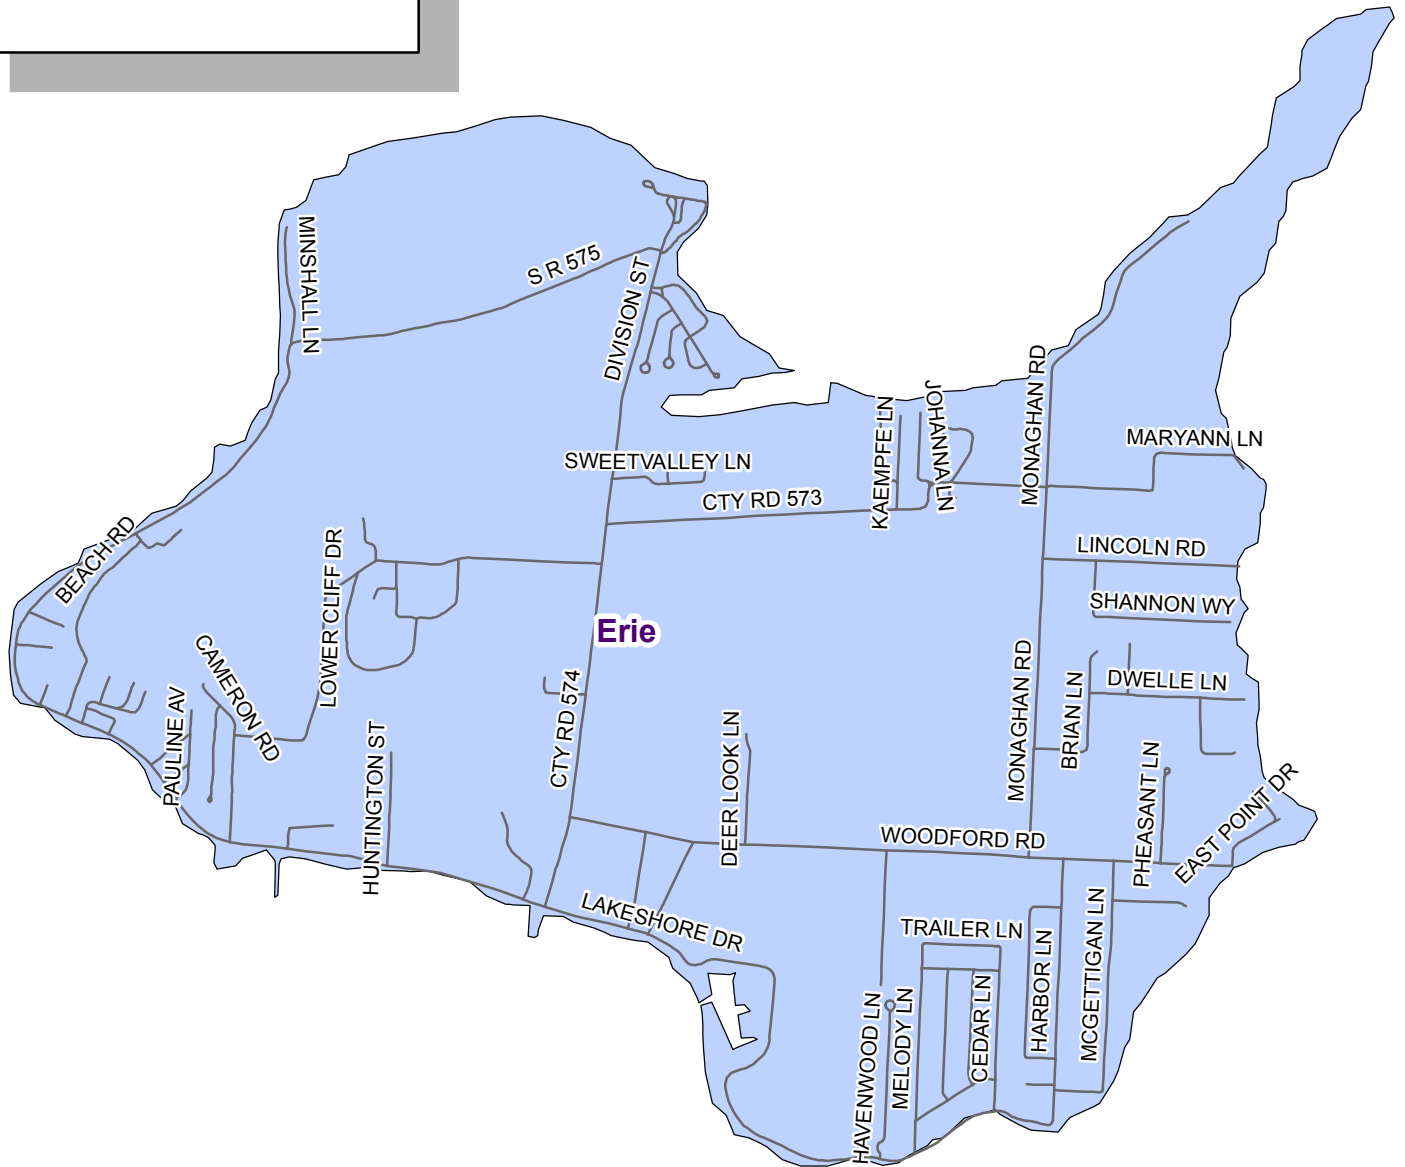 MINSHALL LN
S R 575
DIVISION ST
MONAGHAN RD
KAEMPFE LN
JOHANNA LN
MARYANN LN
SWEETVALLEY LN
CTY RD 573
BEACH RD
LOWER CLIFF DR
LINCOLN RD
SHANNON WY
Erie
CAMERON RD
PAULINE AV
CTY RD 574
MONAGHAN RD
BRIAN LN
DWELLE LN
HUNTINGTON ST
DEER LOOK LN
PHEASANT LN
EAST POINT DR
WOODFORD RD
LAKESHORE DR
TRAILER LN
HARBOR LN
MCGETTIGAN LN
CEDAR LN
MELODY LN
HAVENWOOD LN